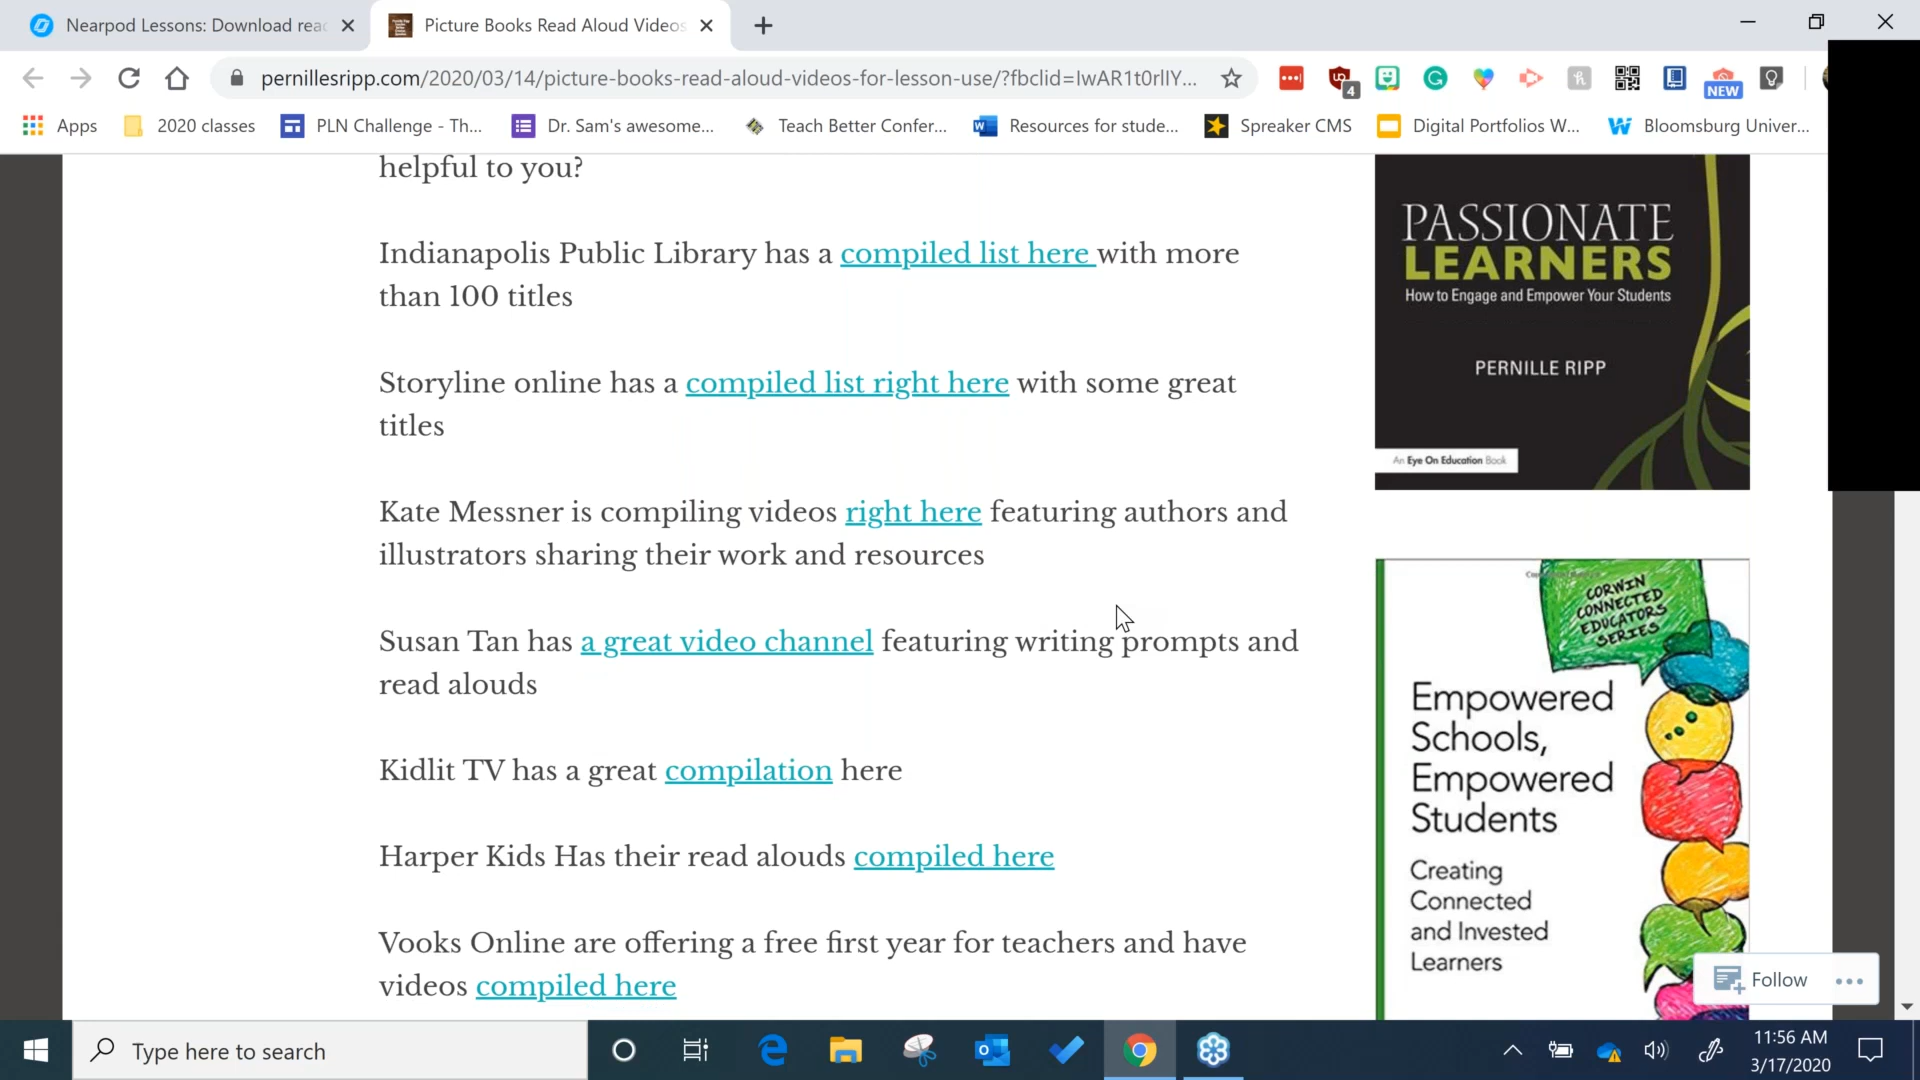 Nearpod Lessons: Download reac
Picture Books Read Aloud Videos
pernillesripp.com/2020/03/14/picture-books-read-aloud-videos-for-lesson-use/?fbclid=IwAR1t0rlIY...
4
NEW
Apps
2020 classes
PLN Challenge - Th...
Dr. Sam's awesome...
Teach Better Confer...
Resources for stude...
Spreaker CMS
Digital Portfolios W...
Bloomsburg Univer...
helpful to you?
Indianapolis Public Library has a compiled list here with more
than 100 titles
Storyline online has a compiled list right here with some great
titles
Kate Messner is compiling videos right here featuring authors and
illustrators sharing their work and resources
Susan Tan has a great video channel featuring writing prompts and
read alouds
Kidlit TV has a great compilation here
Harper Kids Has their read alouds compiled here
Vooks Online are offering a free first year for teachers and have
videos compiled here
PASSIONATE
LEARNERS
How to Engage and Empower Your Students
PERNILLE RIPP
An Eye On Education Book
CORWIN
CONNECTED
EDUCATORS
SERIES
Empowered
Schools,
Empowered
Students
Creating
Connected
and Invested
Learners
Follow
Type here to search
11:56 AM
3/17/2020